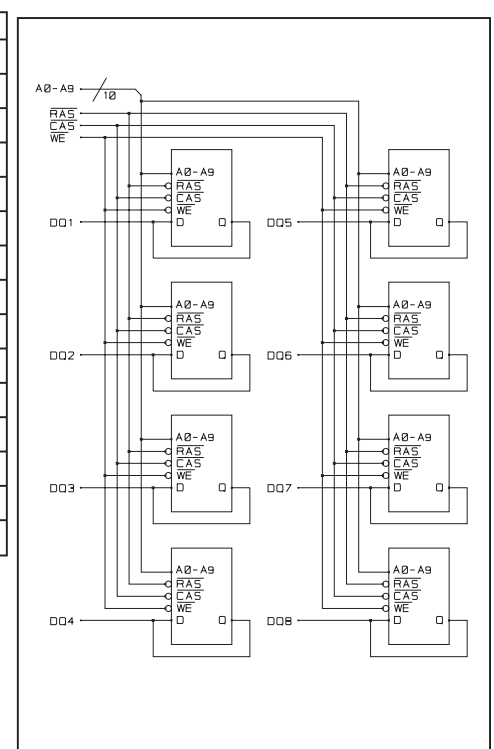 A0-A9
10
RAS
CAS
WE
A0-A9
RAS
CAS
WE
DQ1 D Q
A0-A9
RAS
CAS
WE
DQ5 D Q
A0-A9
RAS
CAS
WE
DQ2 D Q
A0-A9
RAS
CAS
WE
DQ6 D Q
A0-A9
RAS
CAS
WE
DQ3 D Q
A0-A9
RAS
CAS
WE
DQ7 D Q
A0-A9
RAS
CAS
WE
DQ4 D Q
A0-A9
RAS
CAS
WE
DQ8 D Q